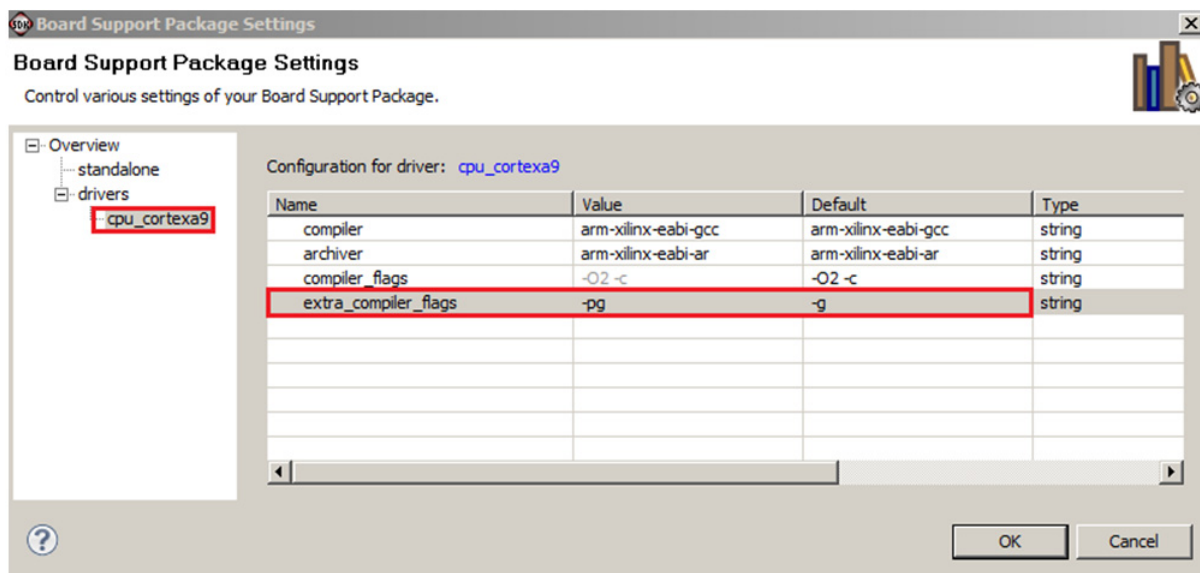 SDK Board Support Package Settings
Board Support Package Settings
Control various settings of your Board Support Package.
Overview
standalone
drivers
cpu_cortexa9
Configuration for driver: cpu_cortexa9
Name Value Default Type
compiler arm-xilinx-eabi-gcc arm-xilinx-eabi-gcc string
archiver arm-xilinx-eabi-ar arm-xilinx-eabi-ar string
compiler_flags -O2 -c -O2 -c string
extra_compiler_flags -pg -g string
OK Cancel